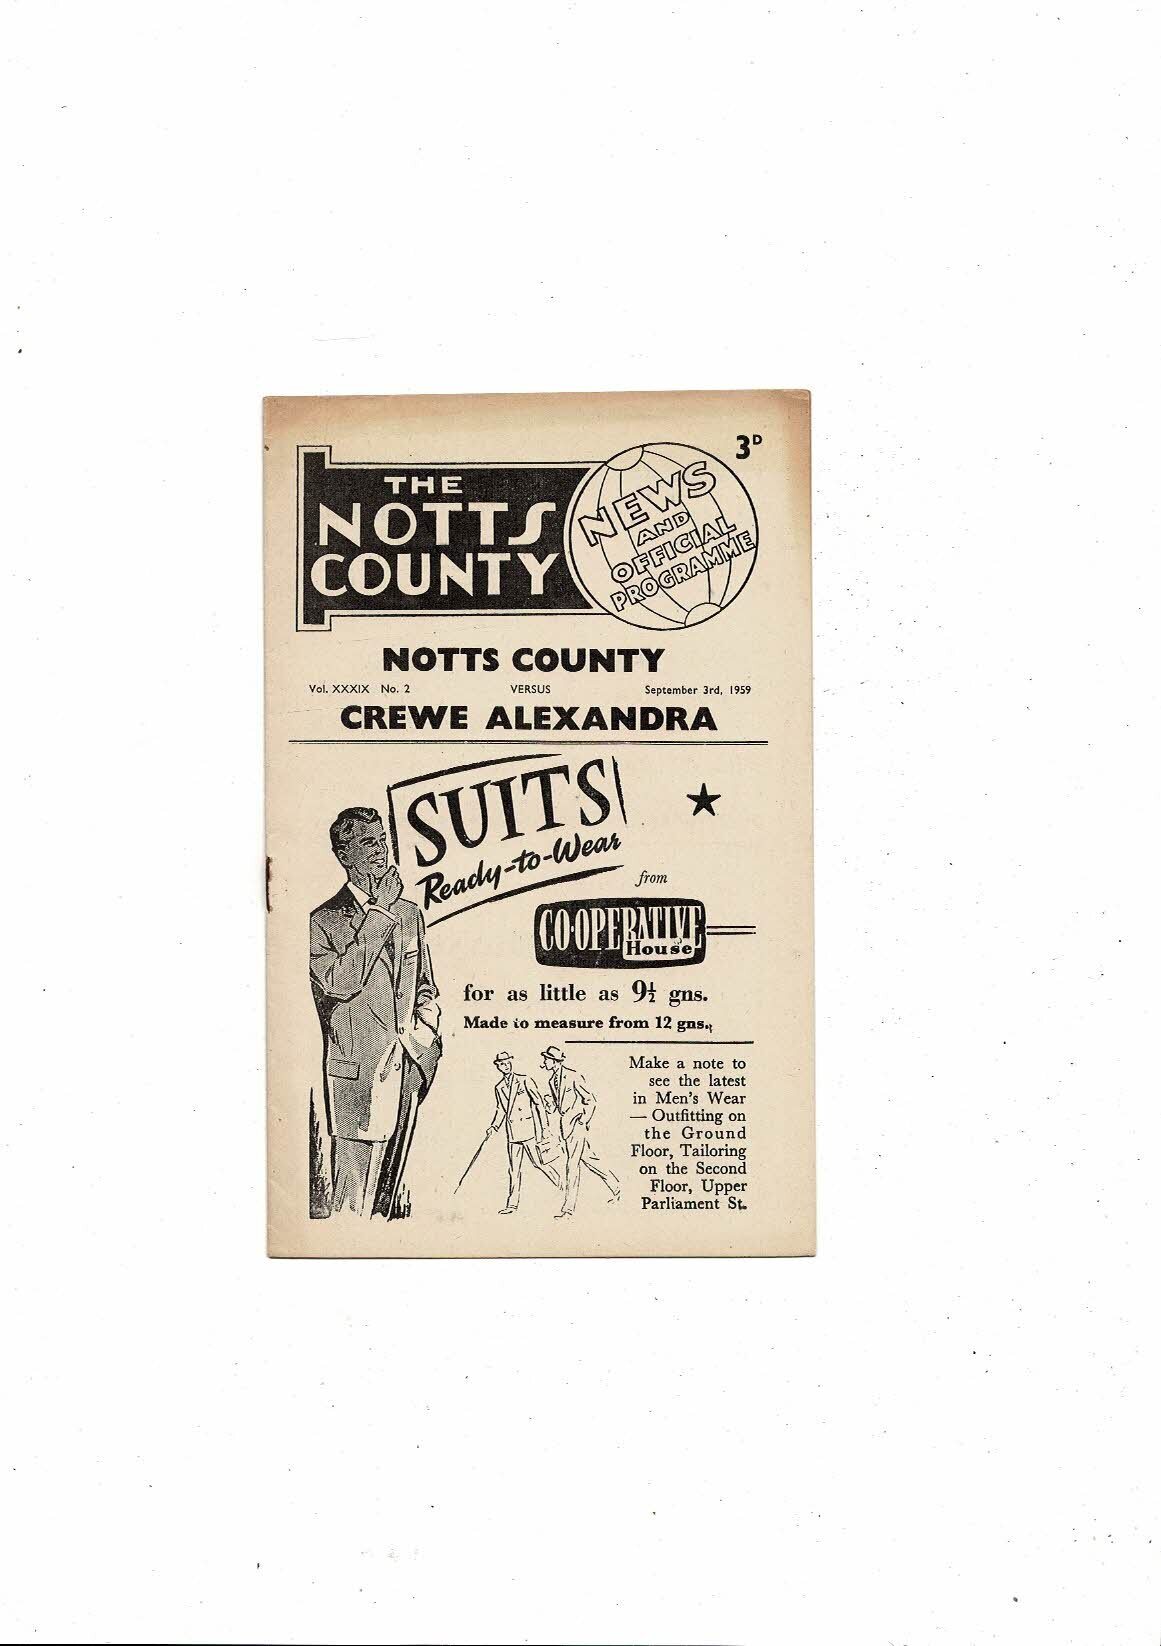 3D
THE
NOTTS
COUNTY
NEWS
AND
OFFICIAL
PROGRAMME
NOTTS COUNTY
Vol. XXXIX No. 2 VERSUS September 3rd, 1959
CREWE ALEXANDRA
SUITS
Ready-to-Wear
from
CO-OPERATIVE
House
for as little as 9½ gns.
Made to measure from 12 gns.
Make a note to
see the latest
in Men's Wear
— Outfitting on
the Ground
Floor, Tailoring
on the Second
Floor, Upper
Parliament St.